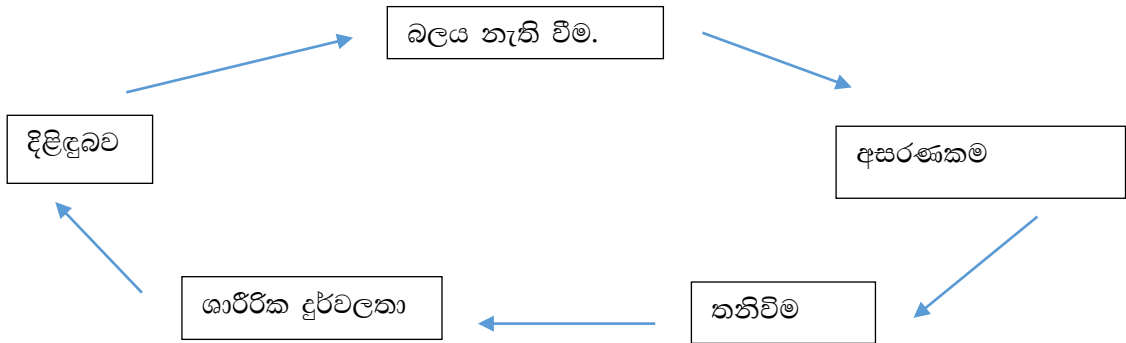 බලය නැති වීම.
දිළිඳුබව
අසරණකම
ශාරීරික දුර්වලතා
තනිවිම